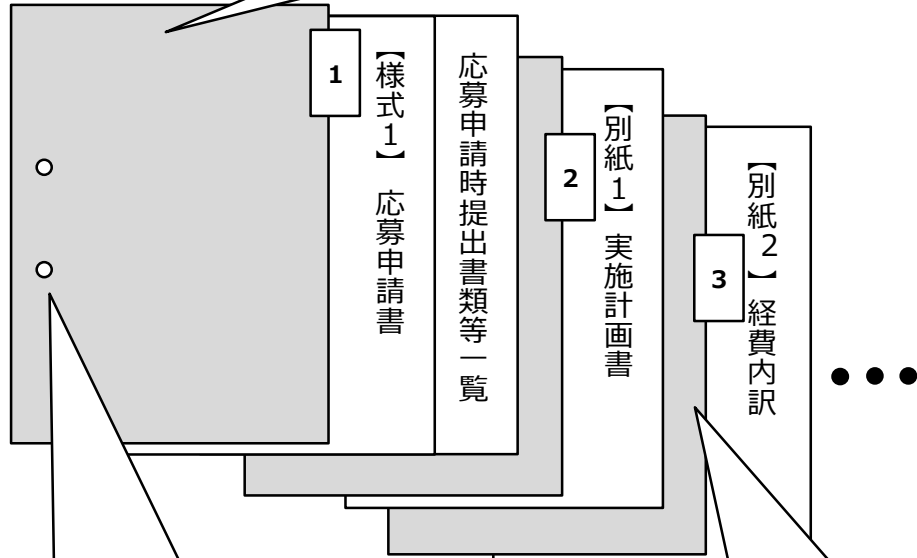 1
【様式１】 応募申請書
応募申請時提出書類等一覧
2
【別紙１】 実施計画書
3
【別紙２】 経費内訳
●●●